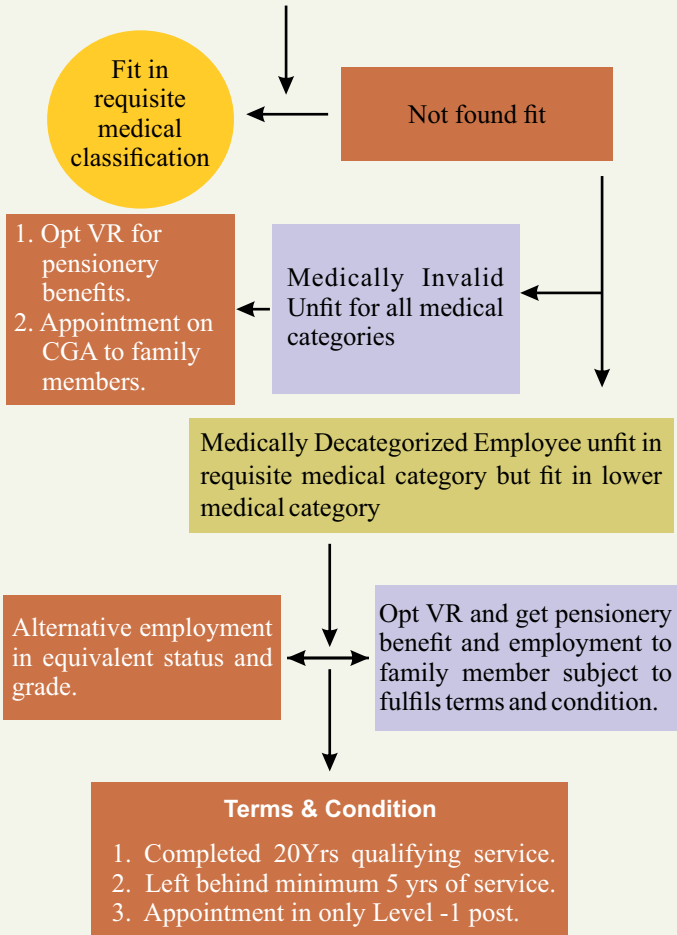 Fit in
requisite
medical
classification
Not found fit
1. Opt VR for
pensionery
benefits.
2. Appointment on
CGA to family
members.
Medically Invalid
Unfit for all medical
categories
Medically Decategorized Employee unfit in
requisite medical category but fit in lower
medical category
Alternative employment
in equivalent status and
grade.
Opt VR and get pensionery
benefit and employment to
family member subject to
fulfils terms and condition.
Terms & Condition
1. Completed 20Yrs qualifying service.
2. Left behind minimum 5 yrs of service.
3. Appointment in only Level -1 post.